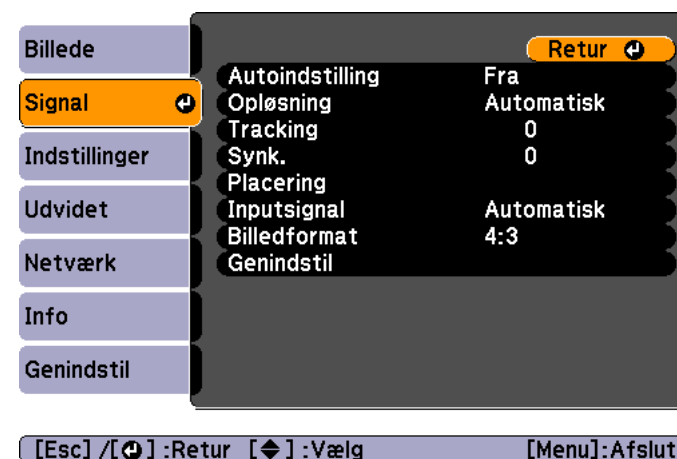 Billede
Signal
Indstillinger
Udvidet
Netværk
Info
Genindstil
Retur
Autoindstilling Fra
Opløsning Automatisk
Tracking 0
Synk. 0
Placering
Inputsignal Automatisk
Billedformat 4:3
Genindstil
[Esc] /[⏎] :Retur [◆] :Vælg [Menu]:Afslut